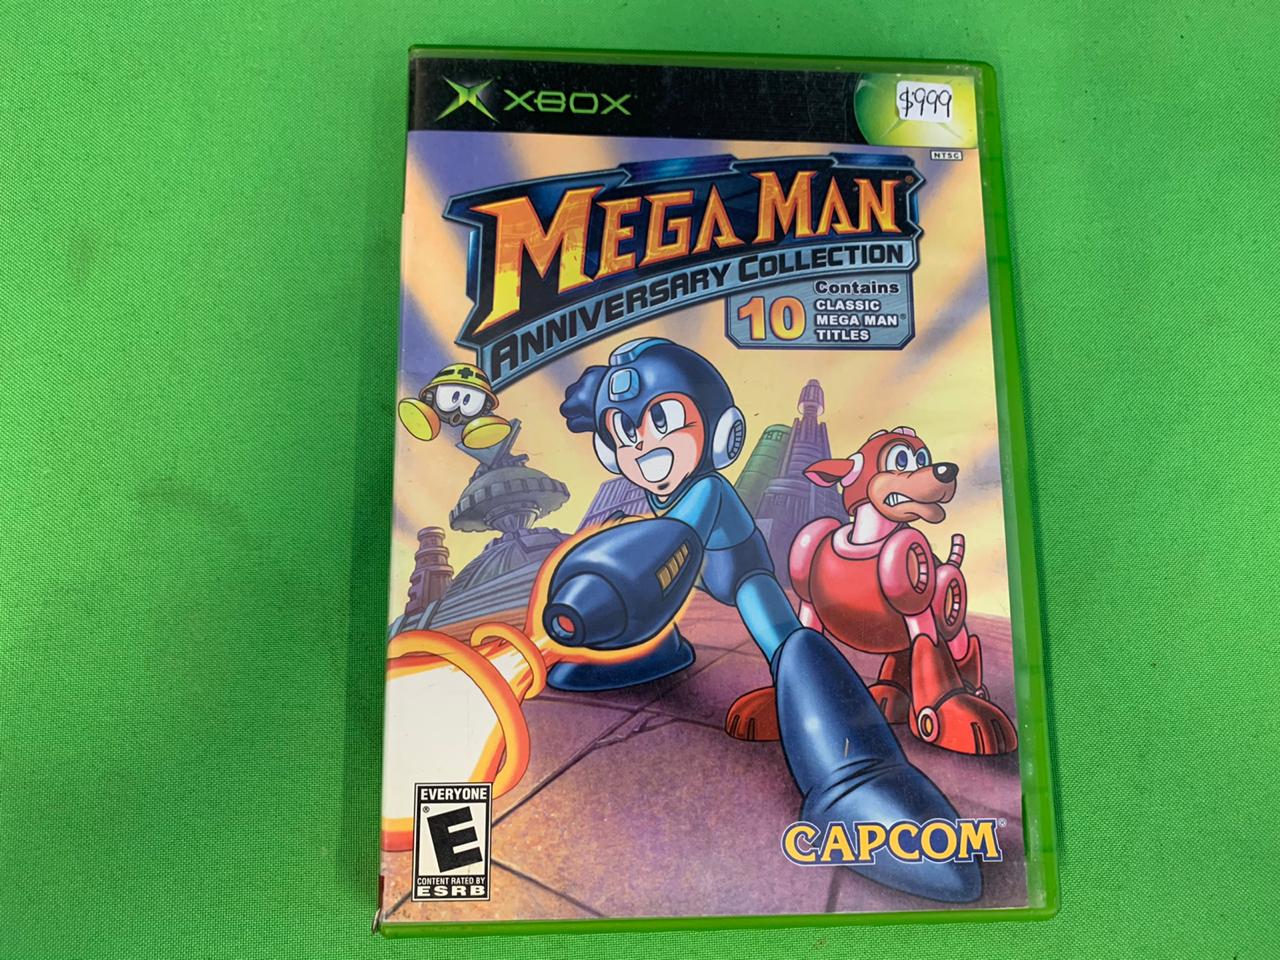 XBOX
$999
NTSC
MEGA MAN®
ANNIVERSARY COLLECTION
10
Contains
CLASSIC
MEGA MAN®
TITLES
EVERYONE
E
®
CONTENT RATED BY
ESRB
CAPCOM®